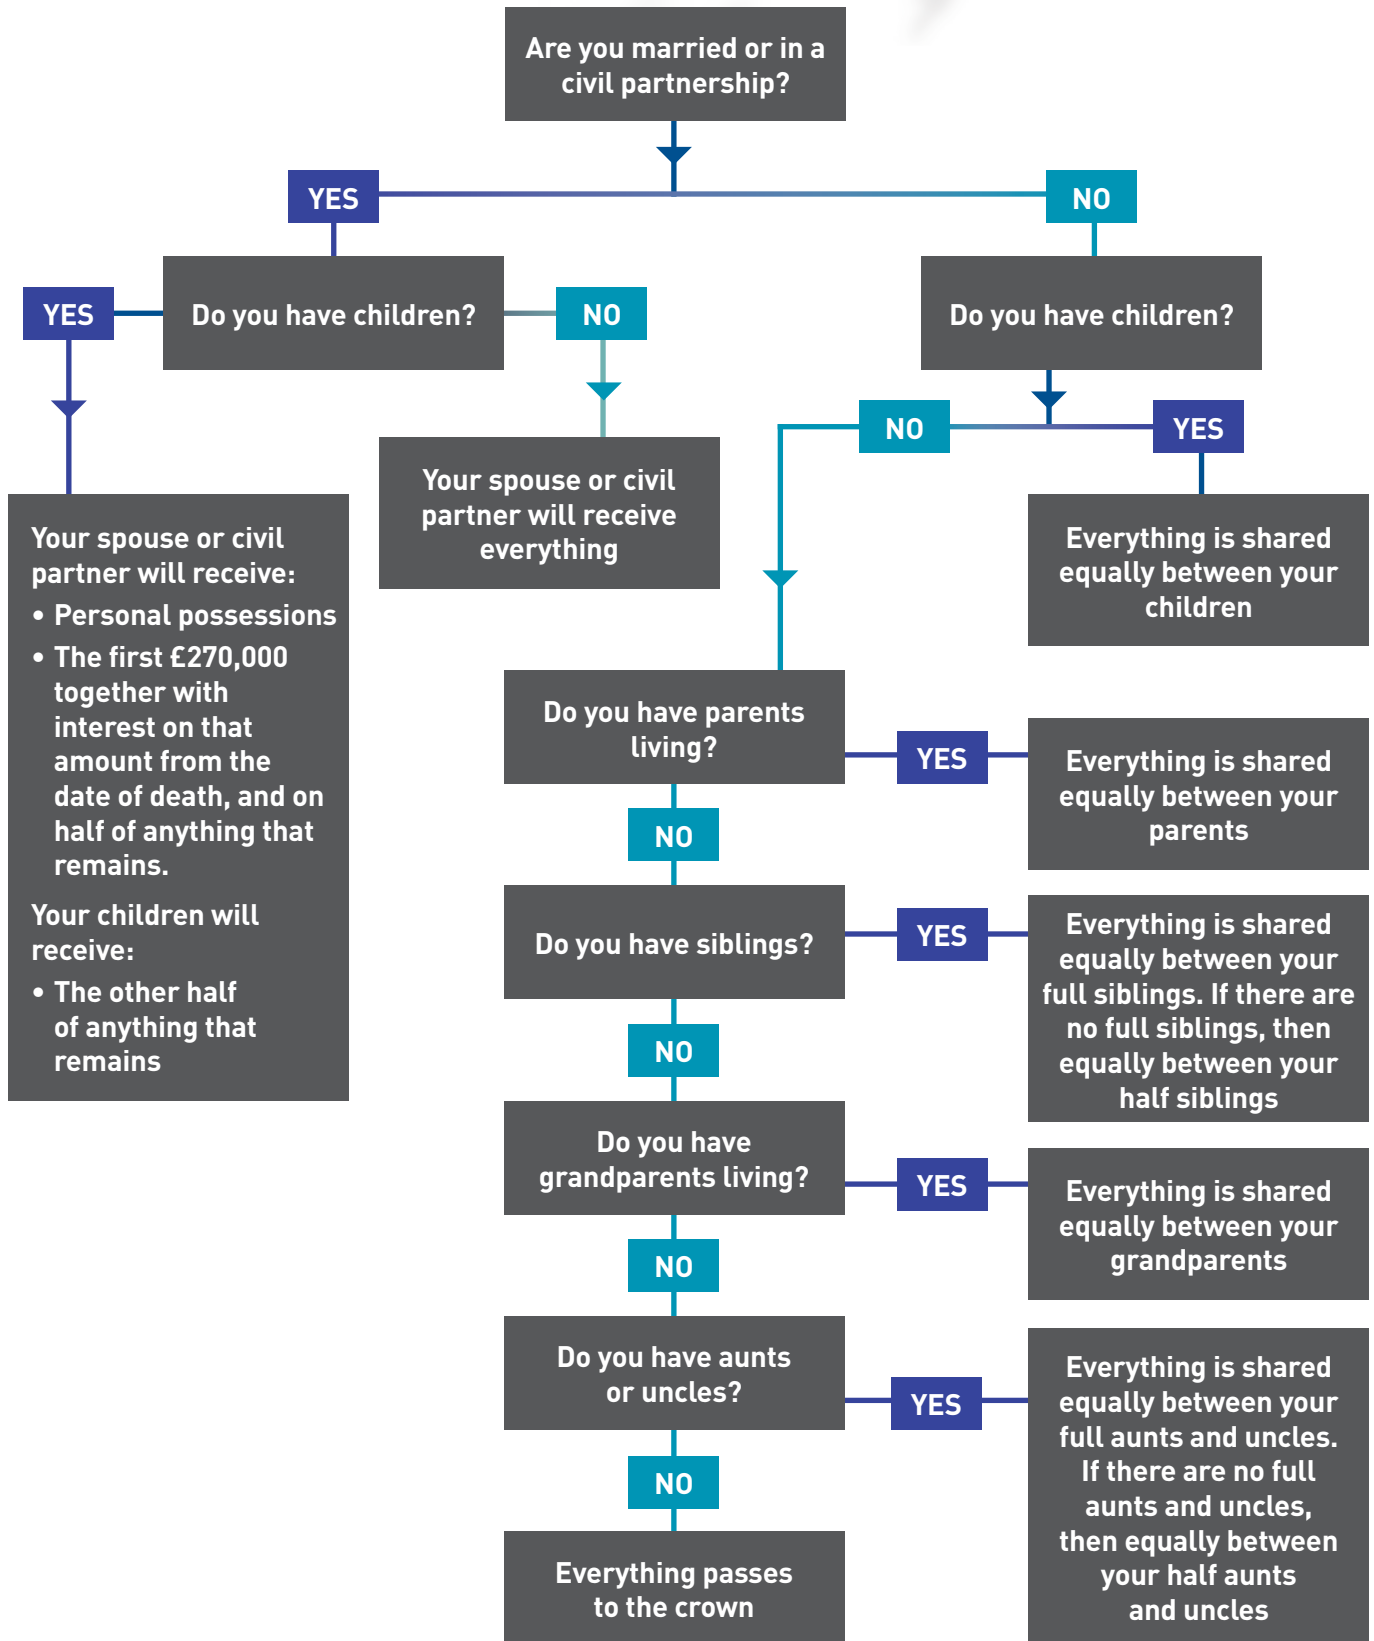 Are you married or in a
civil partnership?
YES
NO
YES
Do you have children?
NO
Do you have children?
NO
YES
Your spouse or civil
partner will receive
everything
Your spouse or civil
partner will receive:
• Personal possessions
• The first £270,000
together with
interest on that
amount from the
date of death, and on
half of anything that
remains.
Your children will
receive:
• The other half
of anything that
remains
Everything is shared
equally between your
children
Do you have parents
living?
YES
Everything is shared
equally between your
parents
NO
Do you have siblings?
YES
Everything is shared
equally between your
full siblings. If there are
no full siblings, then
equally between your
half siblings
NO
Do you have
grandparents living?
YES
Everything is shared
equally between your
grandparents
NO
Do you have aunts
or uncles?
YES
Everything is shared
equally between your
full aunts and uncles.
If there are no full
aunts and uncles,
then equally between
your half aunts
and uncles
NO
Everything passes
to the crown